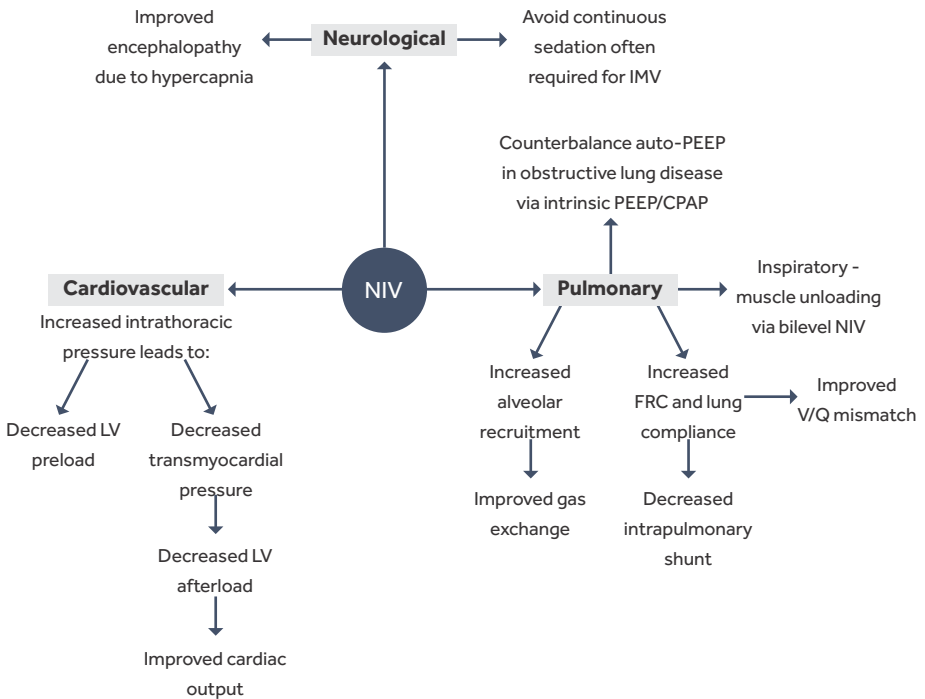 Improved
encephalopathy
due to hypercapnia
Neurological
Avoid continuous
sedation often
required for IMV
Counterbalance auto-PEEP
in obstructive lung disease
via intrinsic PEEP/CPAP
Cardiovascular
NIV
Pulmonary
Inspiratory -
muscle unloading
via bilevel NIV
Increased intrathoracic
pressure leads to:
Decreased LV
preload
Decreased
transmyocardial
pressure
Decreased LV
afterload
Improved cardiac
output
Increased
alveolar
recruitment
Improved gas
exchange
Increased
FRC and lung
compliance
Improved
V/Q mismatch
Decreased
intrapulmonary
shunt